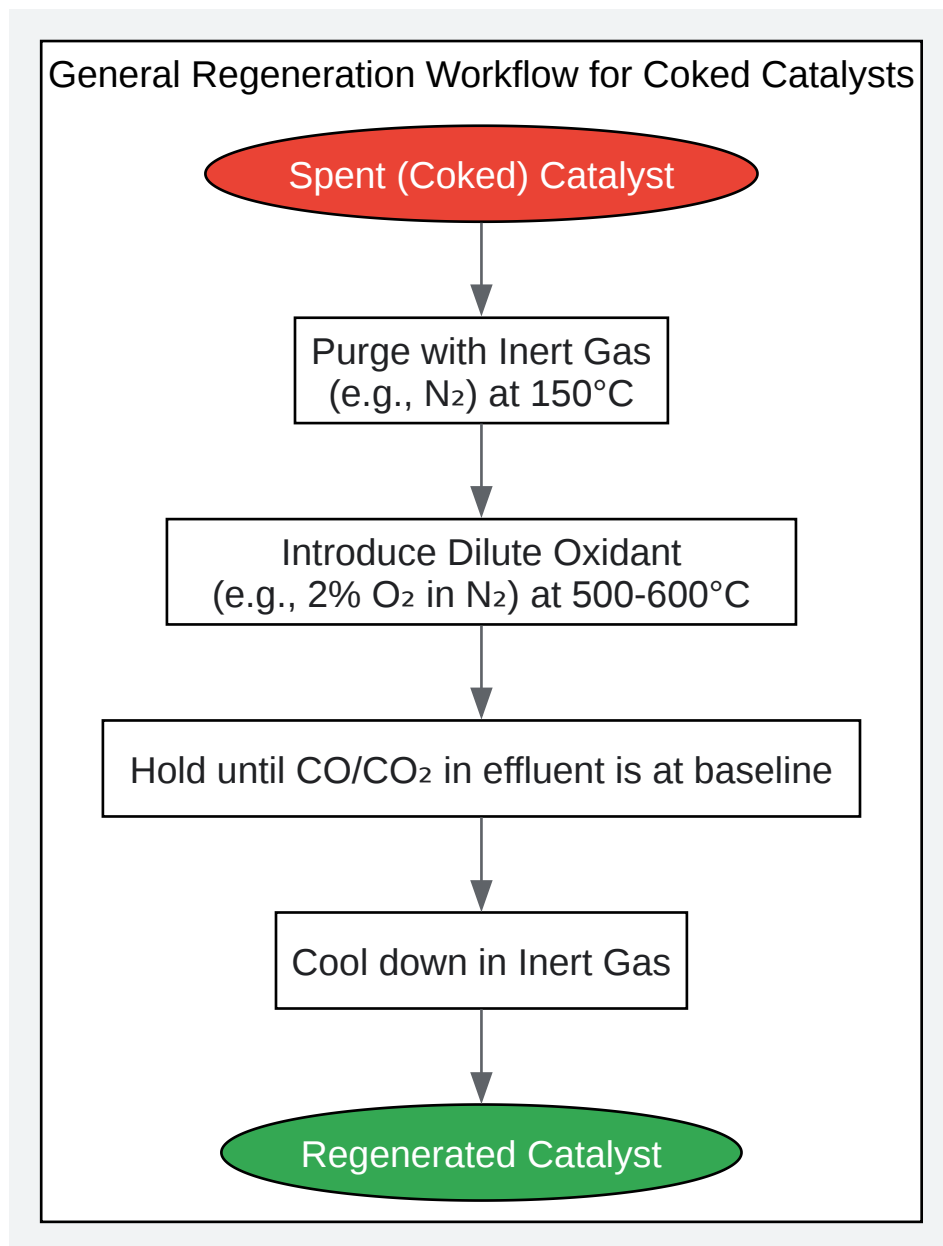 General Regeneration Workflow for Coked Catalysts
Spent (Coked) Catalyst
Purge with Inert Gas
(e.g., N₂) at 150°C
Introduce Dilute Oxidant
(e.g., 2% O₂ in N₂) at 500-600°C
Hold until CO/CO₂ in effluent is at baseline
Cool down in Inert Gas
Regenerated Catalyst